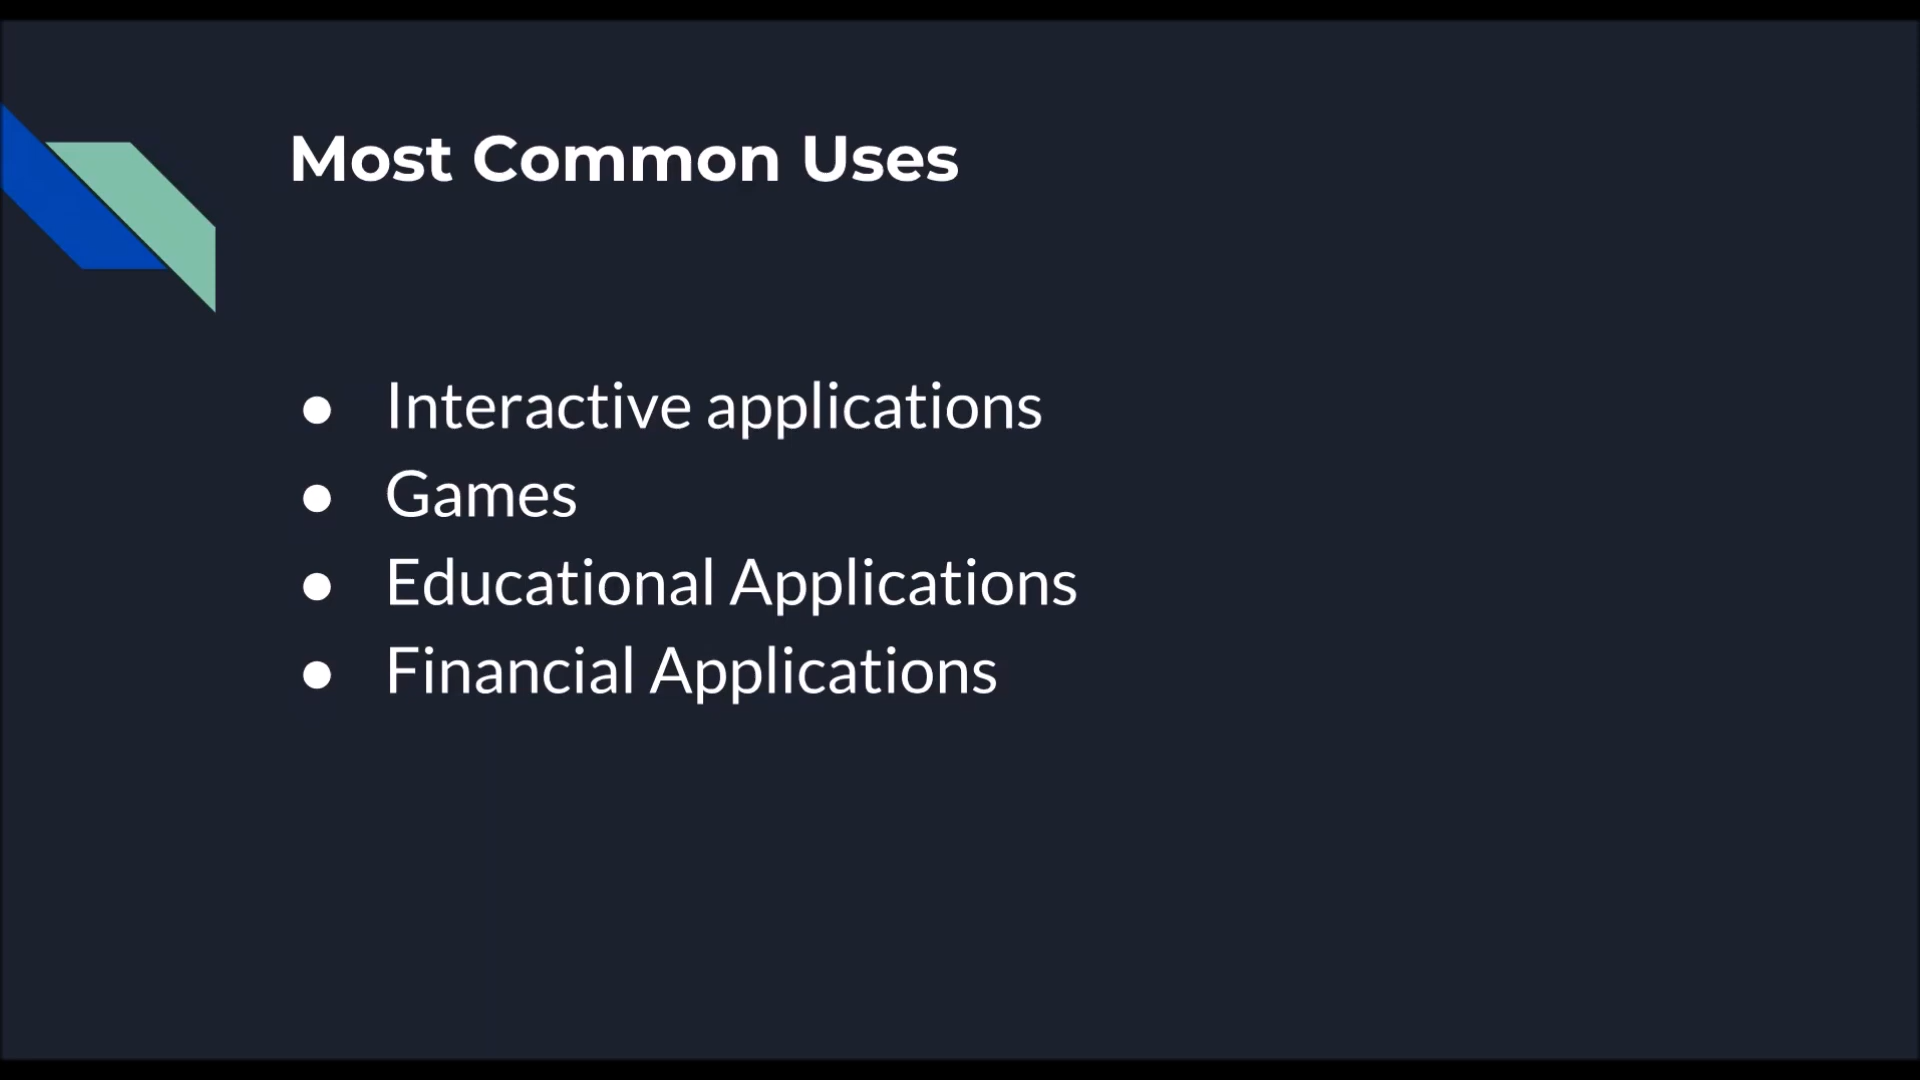 Most Common Uses
● Interactive applications
● Games
● Educational Applications
● Financial Applications